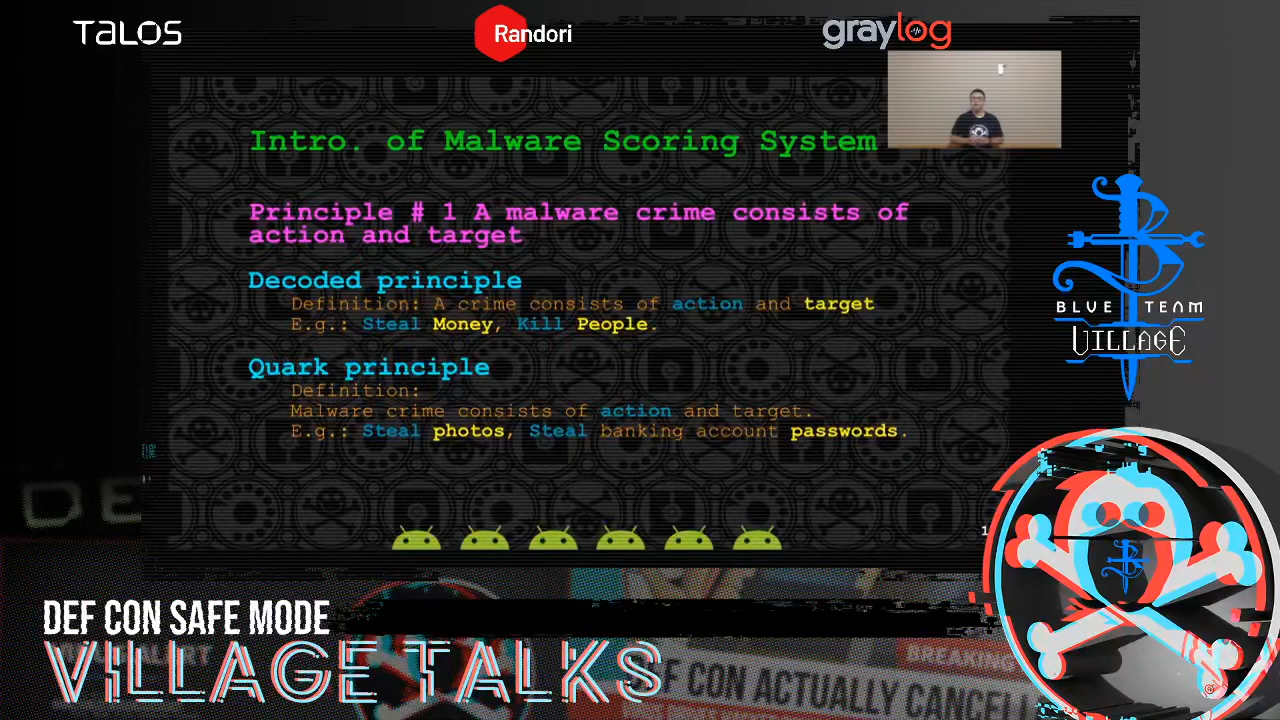 TALOS
Randori
graylog
Intro. of Malware Scoring System
Principle # 1 A malware crime consists of
action and target
Decoded principle
Definition: A crime consists of action and target
E.g.: Steal Money, Kill People.
Quark principle
Definition:
Malware crime consists of action and target.
E.g.: Steal photos, Steal banking account passwords.
BLUE TEAM
VILLAGE
DEF CON SAFE MODE
VILLAGE TALKS
DEF CON ACTUALLY